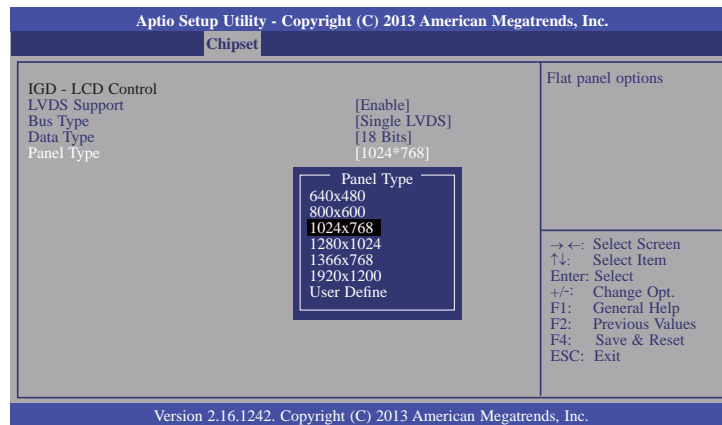 Aptio Setup Utility - Copyright (C) 2013 American Megatrends, Inc.
Chipset
IGD - LCD Control
LVDS Support [Enable]
Bus Type [Single LVDS]
Data Type [18 Bits]
Panel Type [1024*768]
Panel Type
640x480
800x600
1024x768
1280x1024
1366x768
1920x1200
User Define
Flat panel options
→←: Select Screen
↑↓: Select Item
Enter: Select
+/-: Change Opt.
F1: General Help
F2: Previous Values
F4: Save & Reset
ESC: Exit
Version 2.16.1242. Copyright (C) 2013 American Megatrends, Inc.